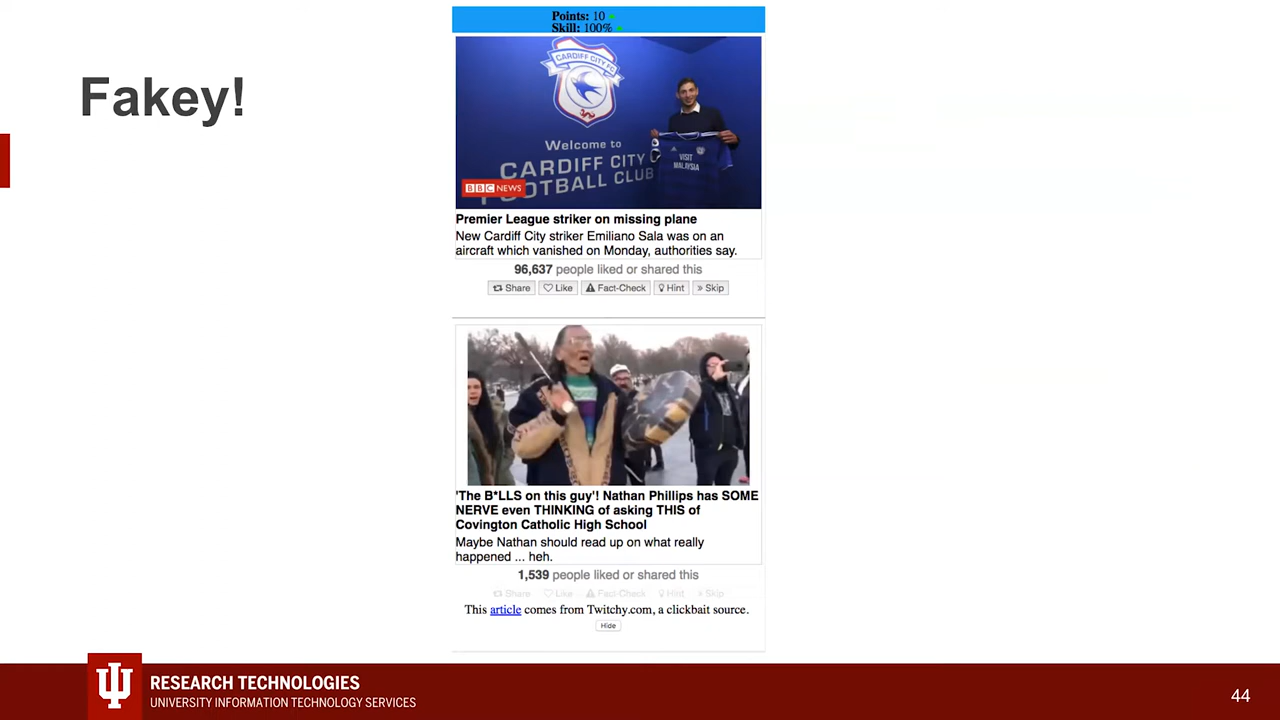 Points: 10
Skill: 100%
Fakey!
CARDIFF CITY FC
Welcome to
CARDIFF CITY
FOOTBALL CLUB
VISIT
MALAYSIA
BBC NEWS
Premier League striker on missing plane
New Cardiff City striker Emiliano Sala was on an
aircraft which vanished on Monday, authorities say.
96,637 people liked or shared this
Share Like Fact-Check Hint Skip
'The B*LLS on this guy'! Nathan Phillips has SOME
NERVE even THINKING of asking THIS of
Covington Catholic High School
Maybe Nathan should read up on what really
happened ... heh.
1,539 people liked or shared this
Share Like Fact-Check Hint Skip
This article comes from Twitchy.com, a clickbait source.
Hide
RESEARCH TECHNOLOGIES
UNIVERSITY INFORMATION TECHNOLOGY SERVICES
44